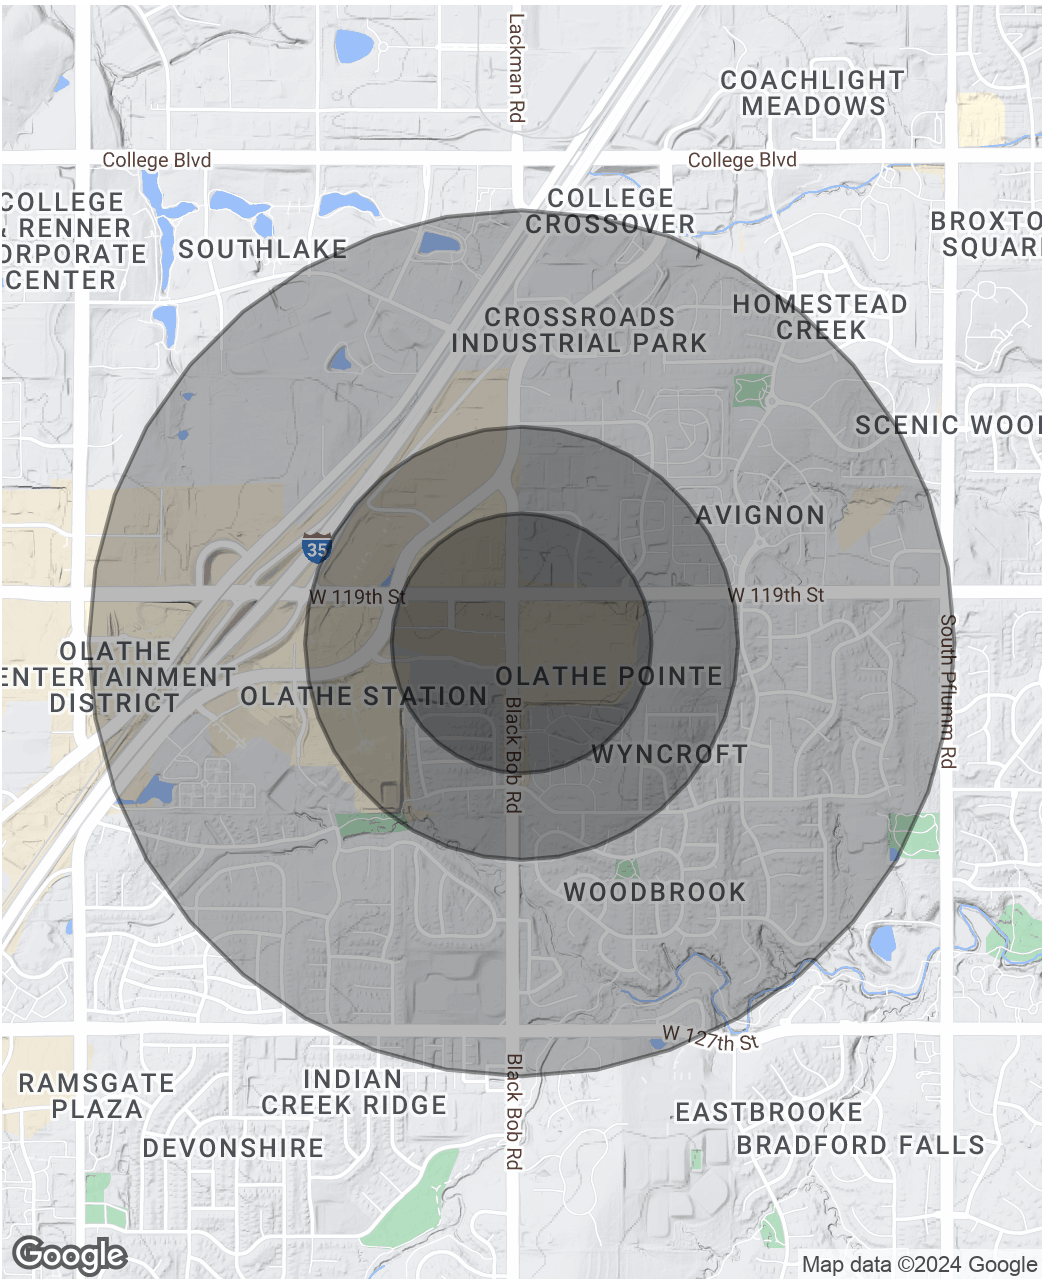 Lackman Rd
COACHLIGHT
MEADOWS
College Blvd
College Blvd
COLLEGE
& RENNER
ORPORATE
CENTER
SOUTHLAKE
COLLEGE
CROSSOVER
BROXTO
SQUAR
CROSSROADS
INDUSTRIAL PARK
HOMESTEAD
CREEK
SCENIC WOO
AVIGNON
35
W 119th St
W 119th St
OLATHE
ENTERTAINMENT
DISTRICT
OLATHE STATION
OLATHE POINTE
South Pflumm Rd
Black Bob Rd
WYNCROFT
WOODBROOK
W 127th St
Black Bob Rd
RAMSGATE
PLAZA
INDIAN
CREEK RIDGE
DEVONSHIRE
EASTBROOKE
BRADFORD FALLS
Google
Map data ©2024 Google